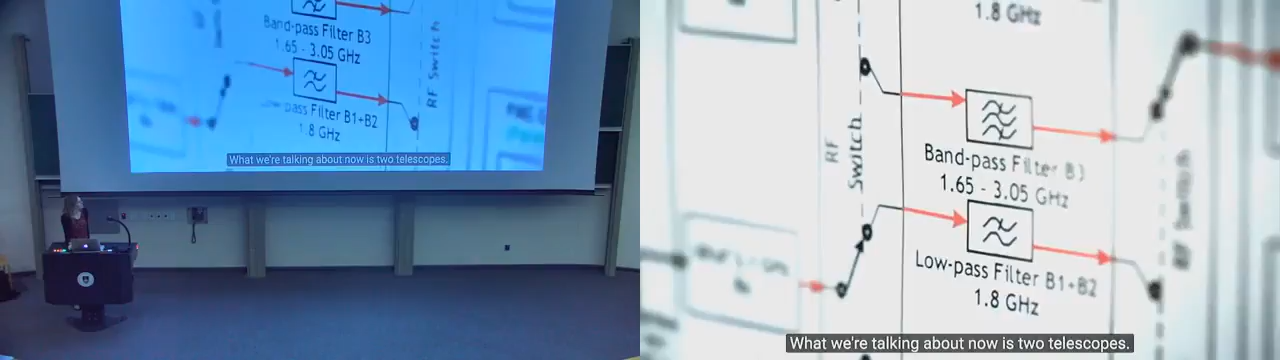 Band-pass Filter B3
1.65 - 3.05 GHz
RF Switch
pass Filter B1+B2
1.8 GHz
What we're talking about now is two telescopes.
1.8 GHz
RF
Switch
Band-pass Filter B3
1.65 - 3.05 GHz
RF Switch
Low-pass Filter B1+B2
1.8 GHz
What we're talking about now is two telescopes.